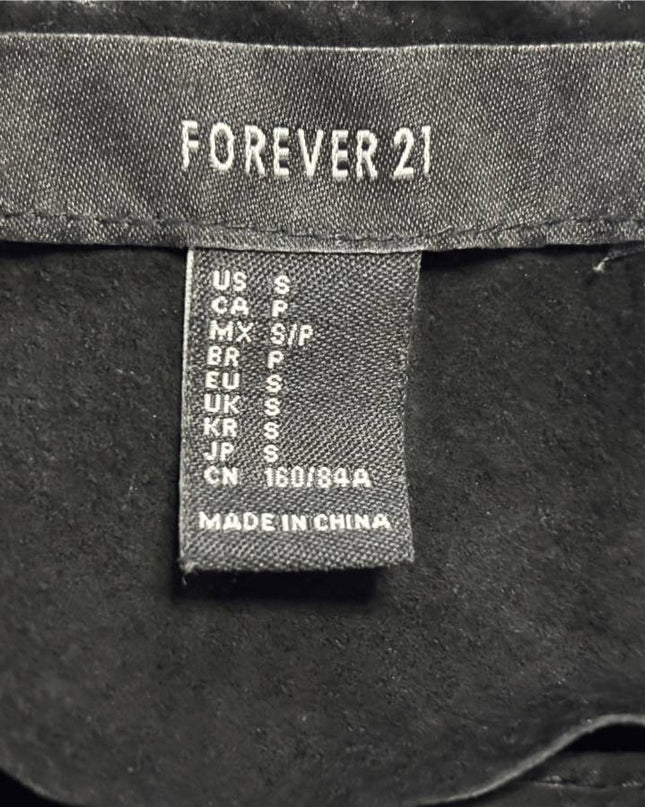 FOREVER 21
US S
CA P
MX S/P
BR P
EU S
UK S
KR S
JP S
CN 160/84A
MADE IN CHINA